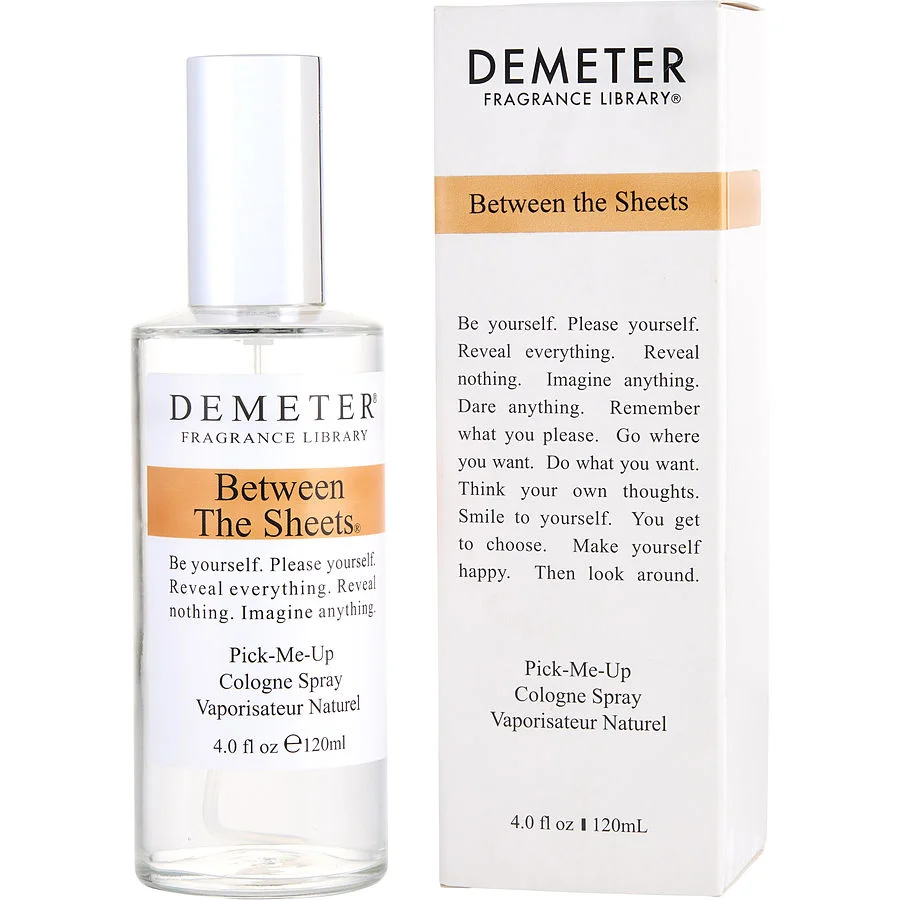 DEMETER®
FRAGRANCE LIBRARY
Between
The Sheets®
Be yourself. Please yourself.
Reveal everything. Reveal
nothing. Imagine anything.
Pick-Me-Up
Cologne Spray
Vaporisateur Naturel
4.0 fl oz ℮120ml
DEMETER
FRAGRANCE LIBRARY®
Between the Sheets
Be yourself. Please yourself.
Reveal everything. Reveal
nothing. Imagine anything.
Dare anything. Remember
what you please. Go where
you want. Do what you want.
Think your own thoughts.
Smile to yourself. You get
to choose. Make yourself
happy. Then look around.
Pick-Me-Up
Cologne Spray
Vaporisateur Naturel
4.0 fl oz ❙ 120mL